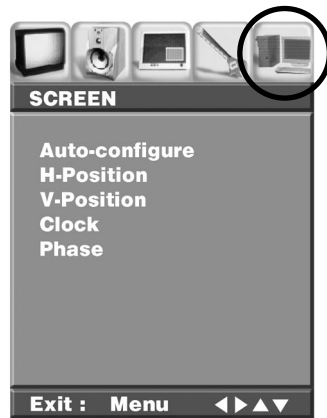 SCREEN
Auto-configure
H-Position
V-Position
Clock
Phase
Exit : Menu ◀▶▲▼